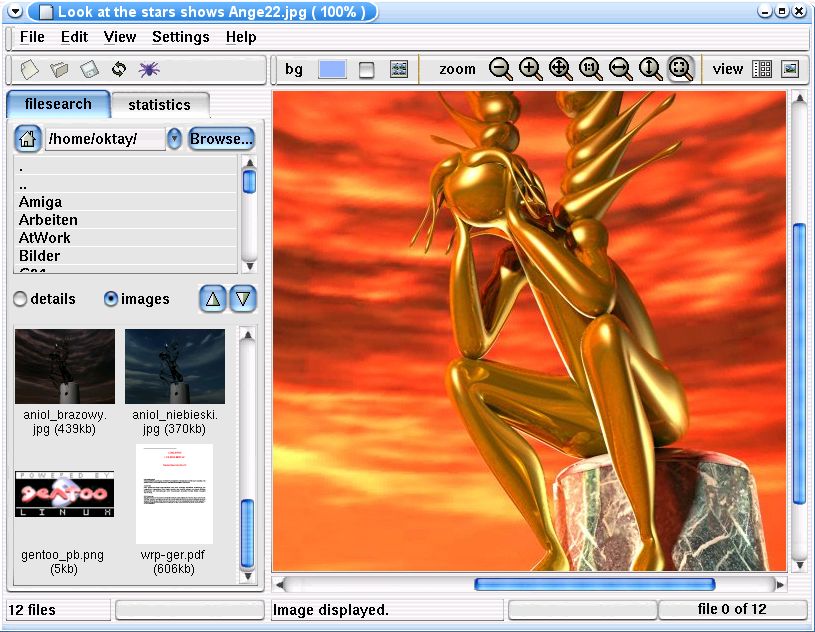 Look at the stars shows Ange22.jpg ( 100% )
File Edit View Settings Help
bg zoom 1:1 view
filesearch statistics
/home/oktay/ Browse...
.
..
Amiga
Arbeiten
AtWork
Bilder
details images
aniol_brazowy.
jpg (439kb)
aniol_niebieski.
jpg (370kb)
POWERED BY
gentoo
LINUX
gentoo_pb.png
(5kb)
wrp-ger.pdf
(606kb)
12 files Image displayed. file 0 of 12